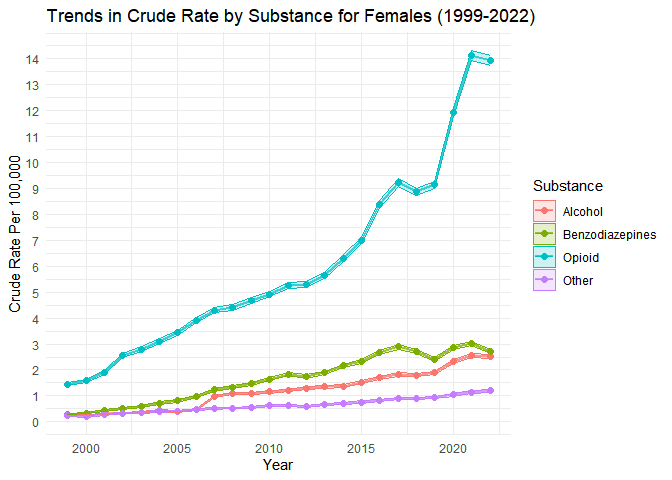 Trends in Crude Rate by Substance for Females (1999-2022)
14
13
12
11
10
9
8
7
6
5
4
3
2
1
0
Crude Rate Per 100,000
2000
2005
2010
2015
2020
Year
Substance
Alcohol
Benzodiazepines
Opioid
Other